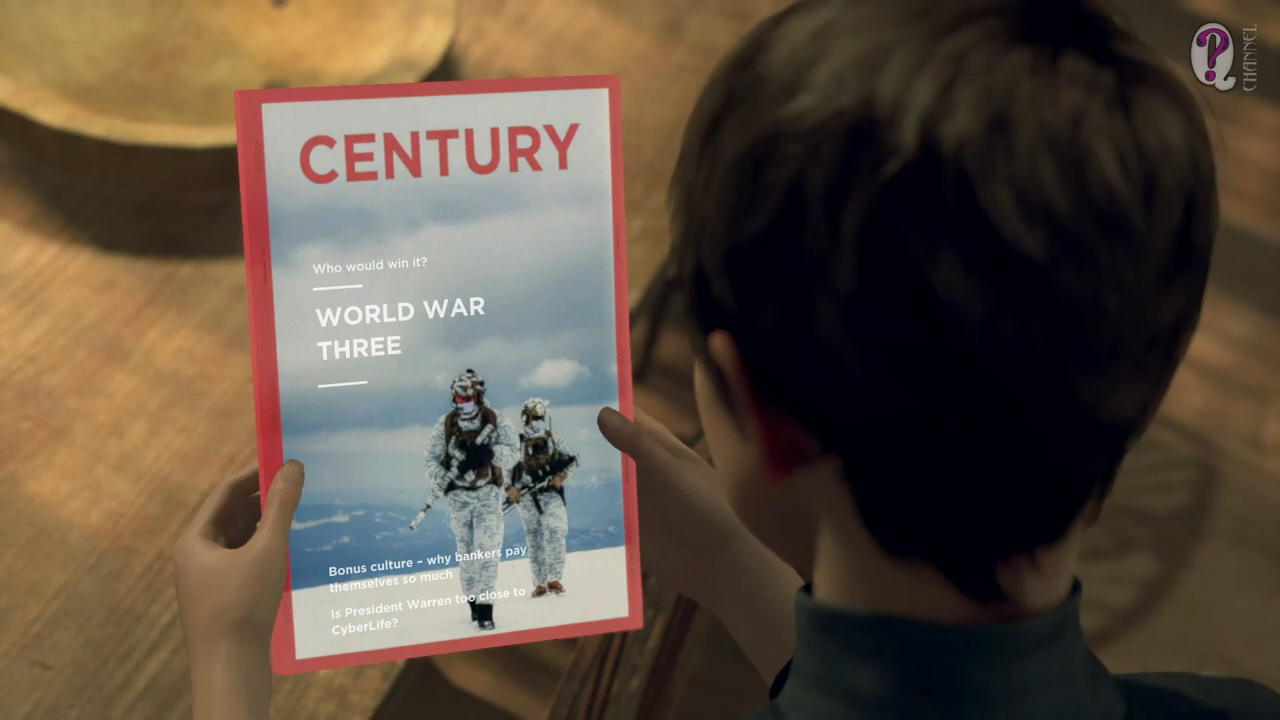 CENTURY
Who would win it?
WORLD WAR
THREE
Bonus culture – why bankers pay
themselves so much
Is President Warren too close to
CyberLife?
Q?
CHANNEL